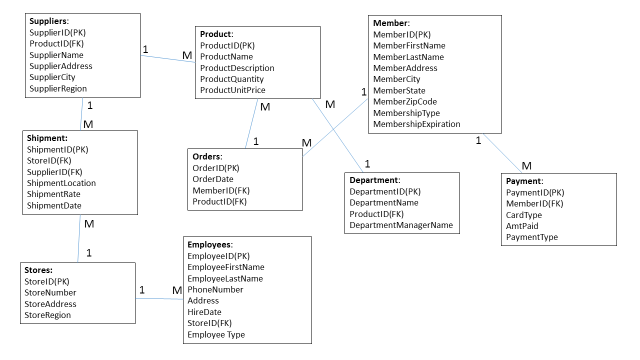 Suppliers:
SupplierID(PK)
ProductID(FK)
SupplierName
SupplierAddress
SupplierCity
SupplierRegion
1
M
Product:
ProductID(PK)
ProductName
ProductDescription
ProductQuantity
ProductUnitPrice
Member:
MemberID(PK)
MemberFirstName
MemberLastName
MemberAddress
MemberCity
MemberState
MemberZipCode
MembershipType
MembershipExpiration
1
M
M
M
1
1
M
1
1
M
Shipment:
ShipmentID(PK)
StoreID(FK)
SupplierID(FK)
ShipmentLocation
ShipmentRate
ShipmentDate
Orders:
OrderID(PK)
OrderDate
MemberID(FK)
ProductID(FK)
Department:
DepartmentID(PK)
DepartmentName
ProductID(FK)
DepartmentManagerName
Payment:
PaymentID(PK)
MemberID(FK)
CardType
AmtPaid
PaymentType
M
1
Stores:
StoreID(PK)
StoreNumber
StoreAddress
StoreRegion
1
M
Employees:
EmployeeID(PK)
EmployeeFirstName
EmployeeLastName
PhoneNumber
Address
HireDate
StoreID(FK)
Employee Type